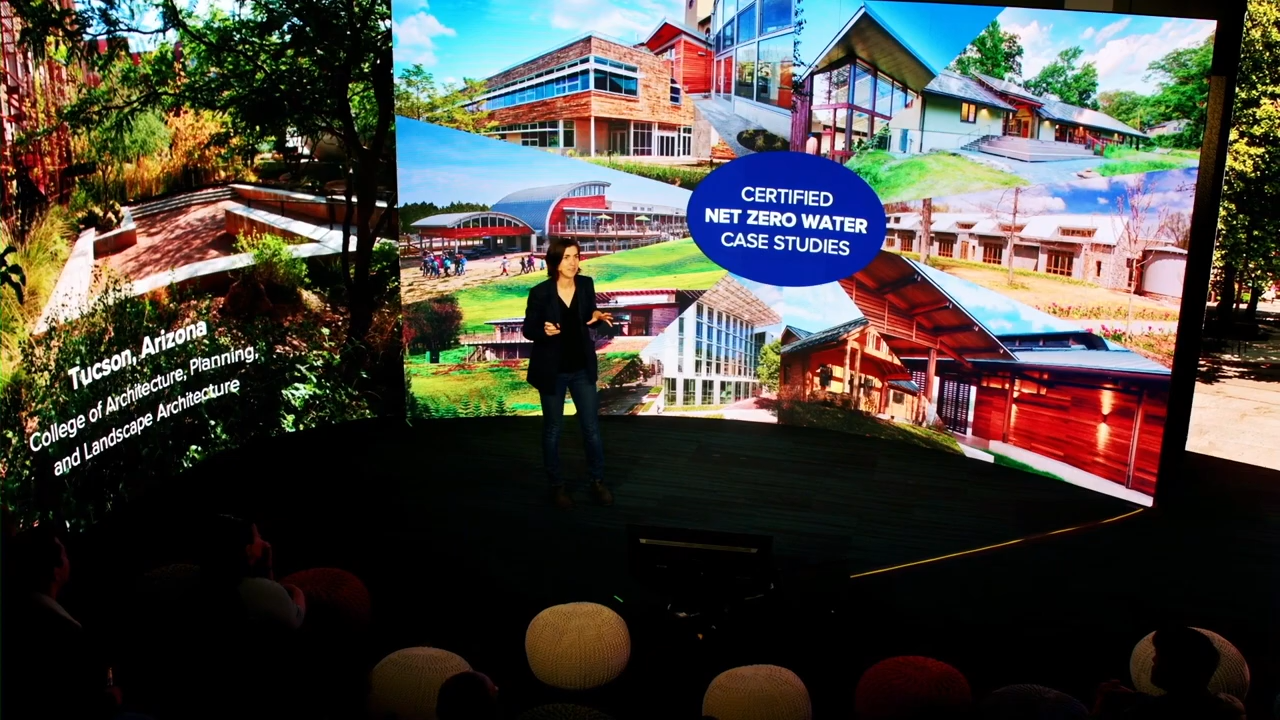 Tucson, Arizona
College of Architecture, Planning,
and Landscape Architecture
CERTIFIED
NET ZERO WATER
CASE STUDIES